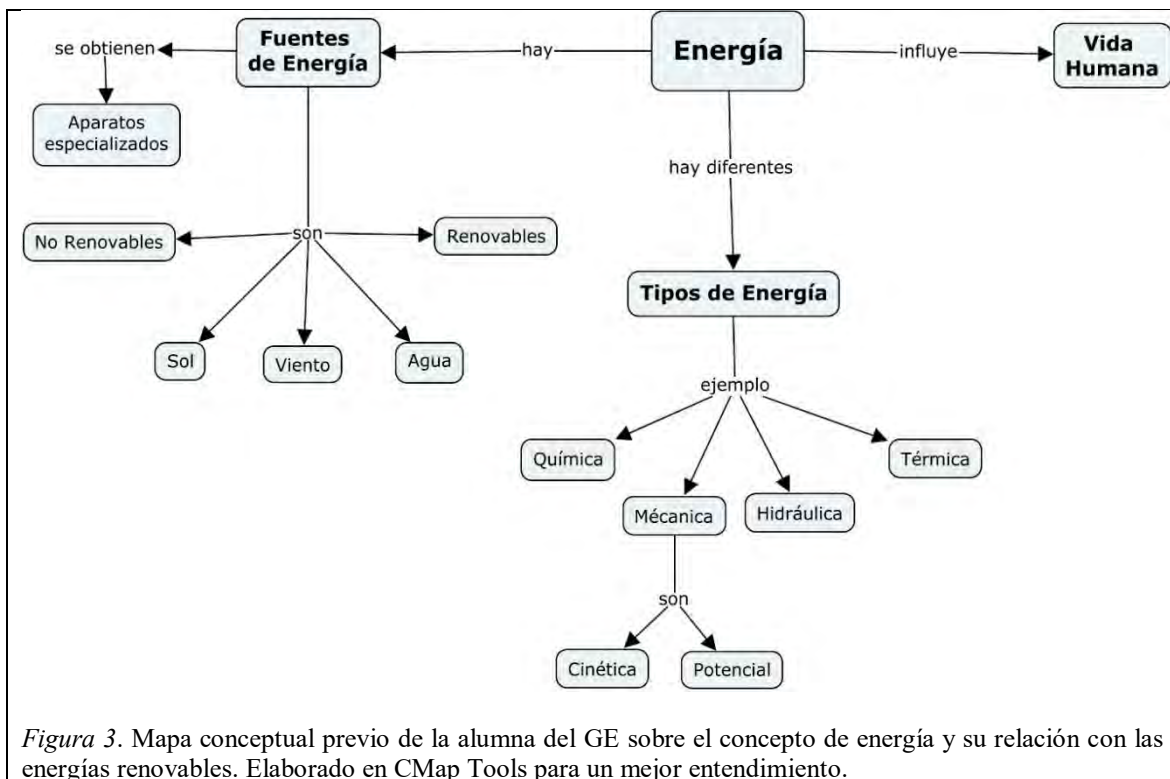 se obtienen
Fuentes
de Energía
hay
Energía
influye
Vida
Humana
Aparatos
especializados
hay diferentes
No Renovables
son
Renovables
Tipos de Energía
Sol
Viento
Agua
ejemplo
Química
Térmica
Mécanica
Hidráulica
son
Cinética
Potencial
Figura 3. Mapa conceptual previo de la alumna del GE sobre el concepto de energía y su relación con las
energías renovables. Elaborado en CMap Tools para un mejor entendimiento.